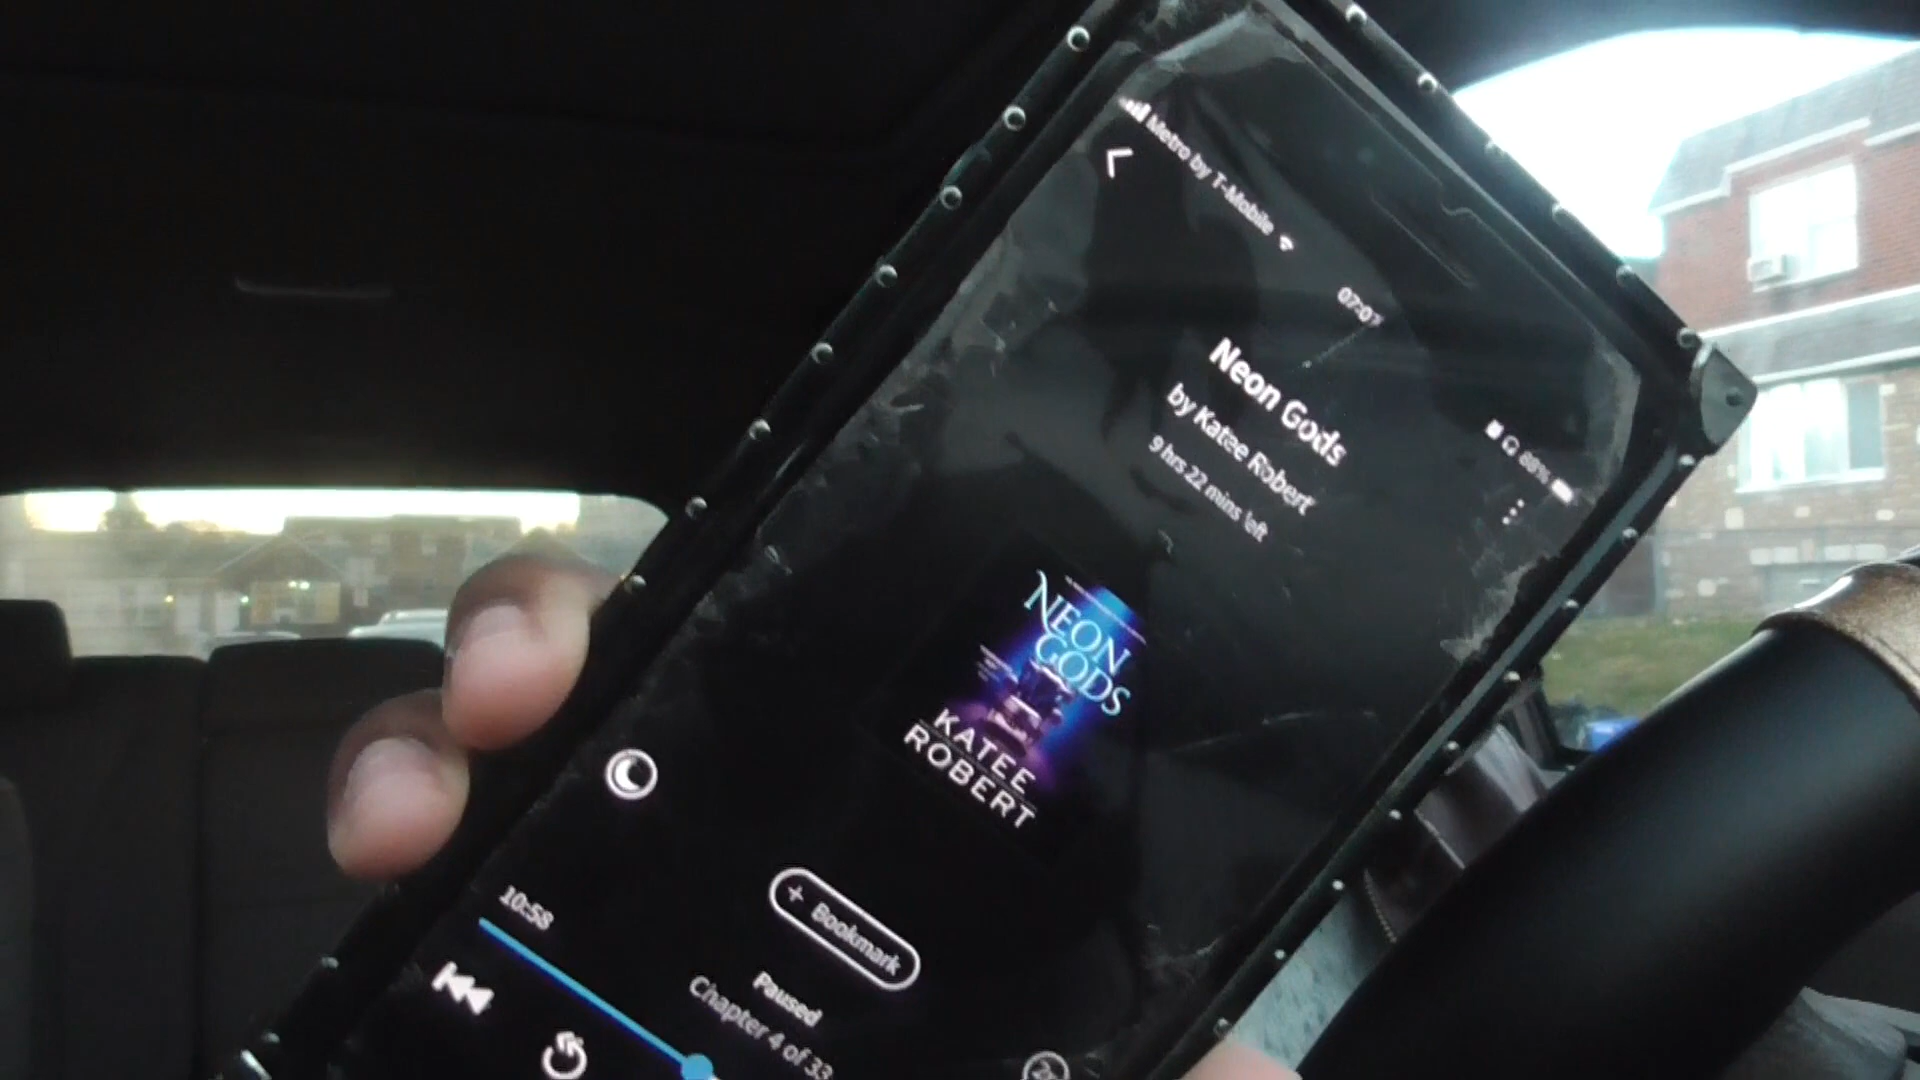 Metro by T-Mobile
07:07
68%
Neon Gods
by Katee Robert
9 hrs 22 mins left
NEON
GODS
KATEE
ROBERT
+ Bookmark
10:58
Paused
Chapter 4 of 33